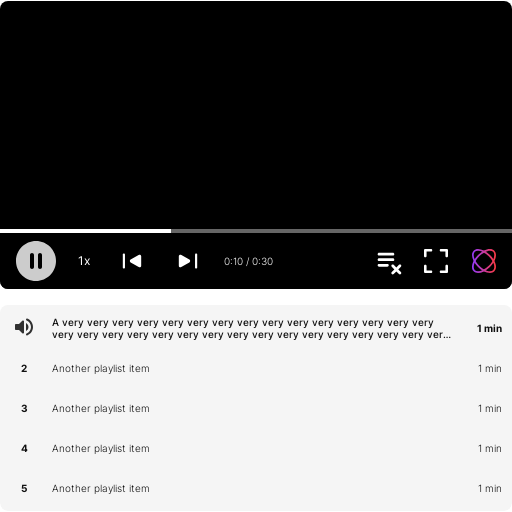 1x
0:10 / 0:30
A very very very very very very very very very very very very very very very
very very very very very very very very very very very very very very very ver...
1 min
2 Another playlist item 1 min
3 Another playlist item 1 min
4 Another playlist item 1 min
5 Another playlist item 1 min